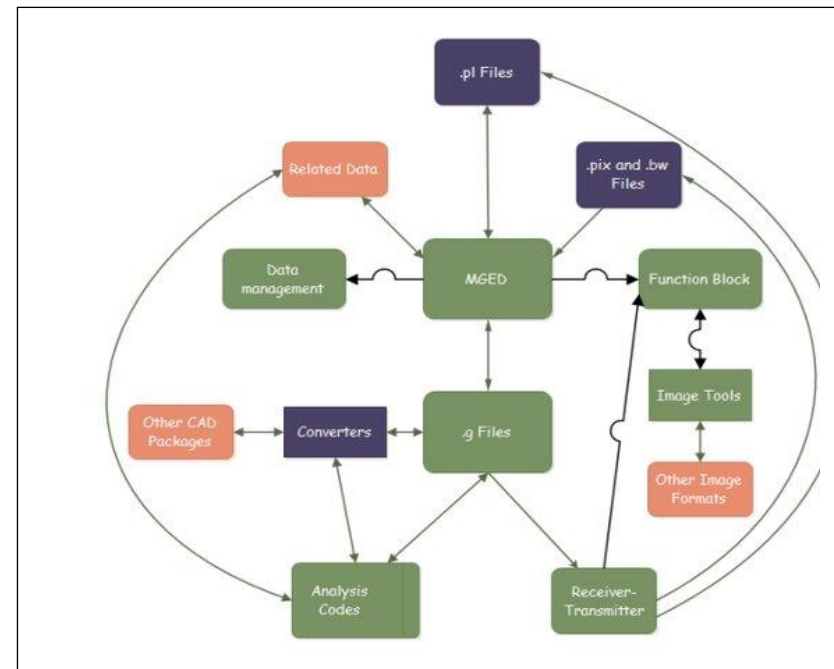 .pl Files
Related Data
.pix and .bw
Files
Data
management
MGED
Function Block
Image Tools
Other CAD
Packages
Converters
.g Files
Other Image
Formats
Analysis
Codes
Receiver-
Transmitter